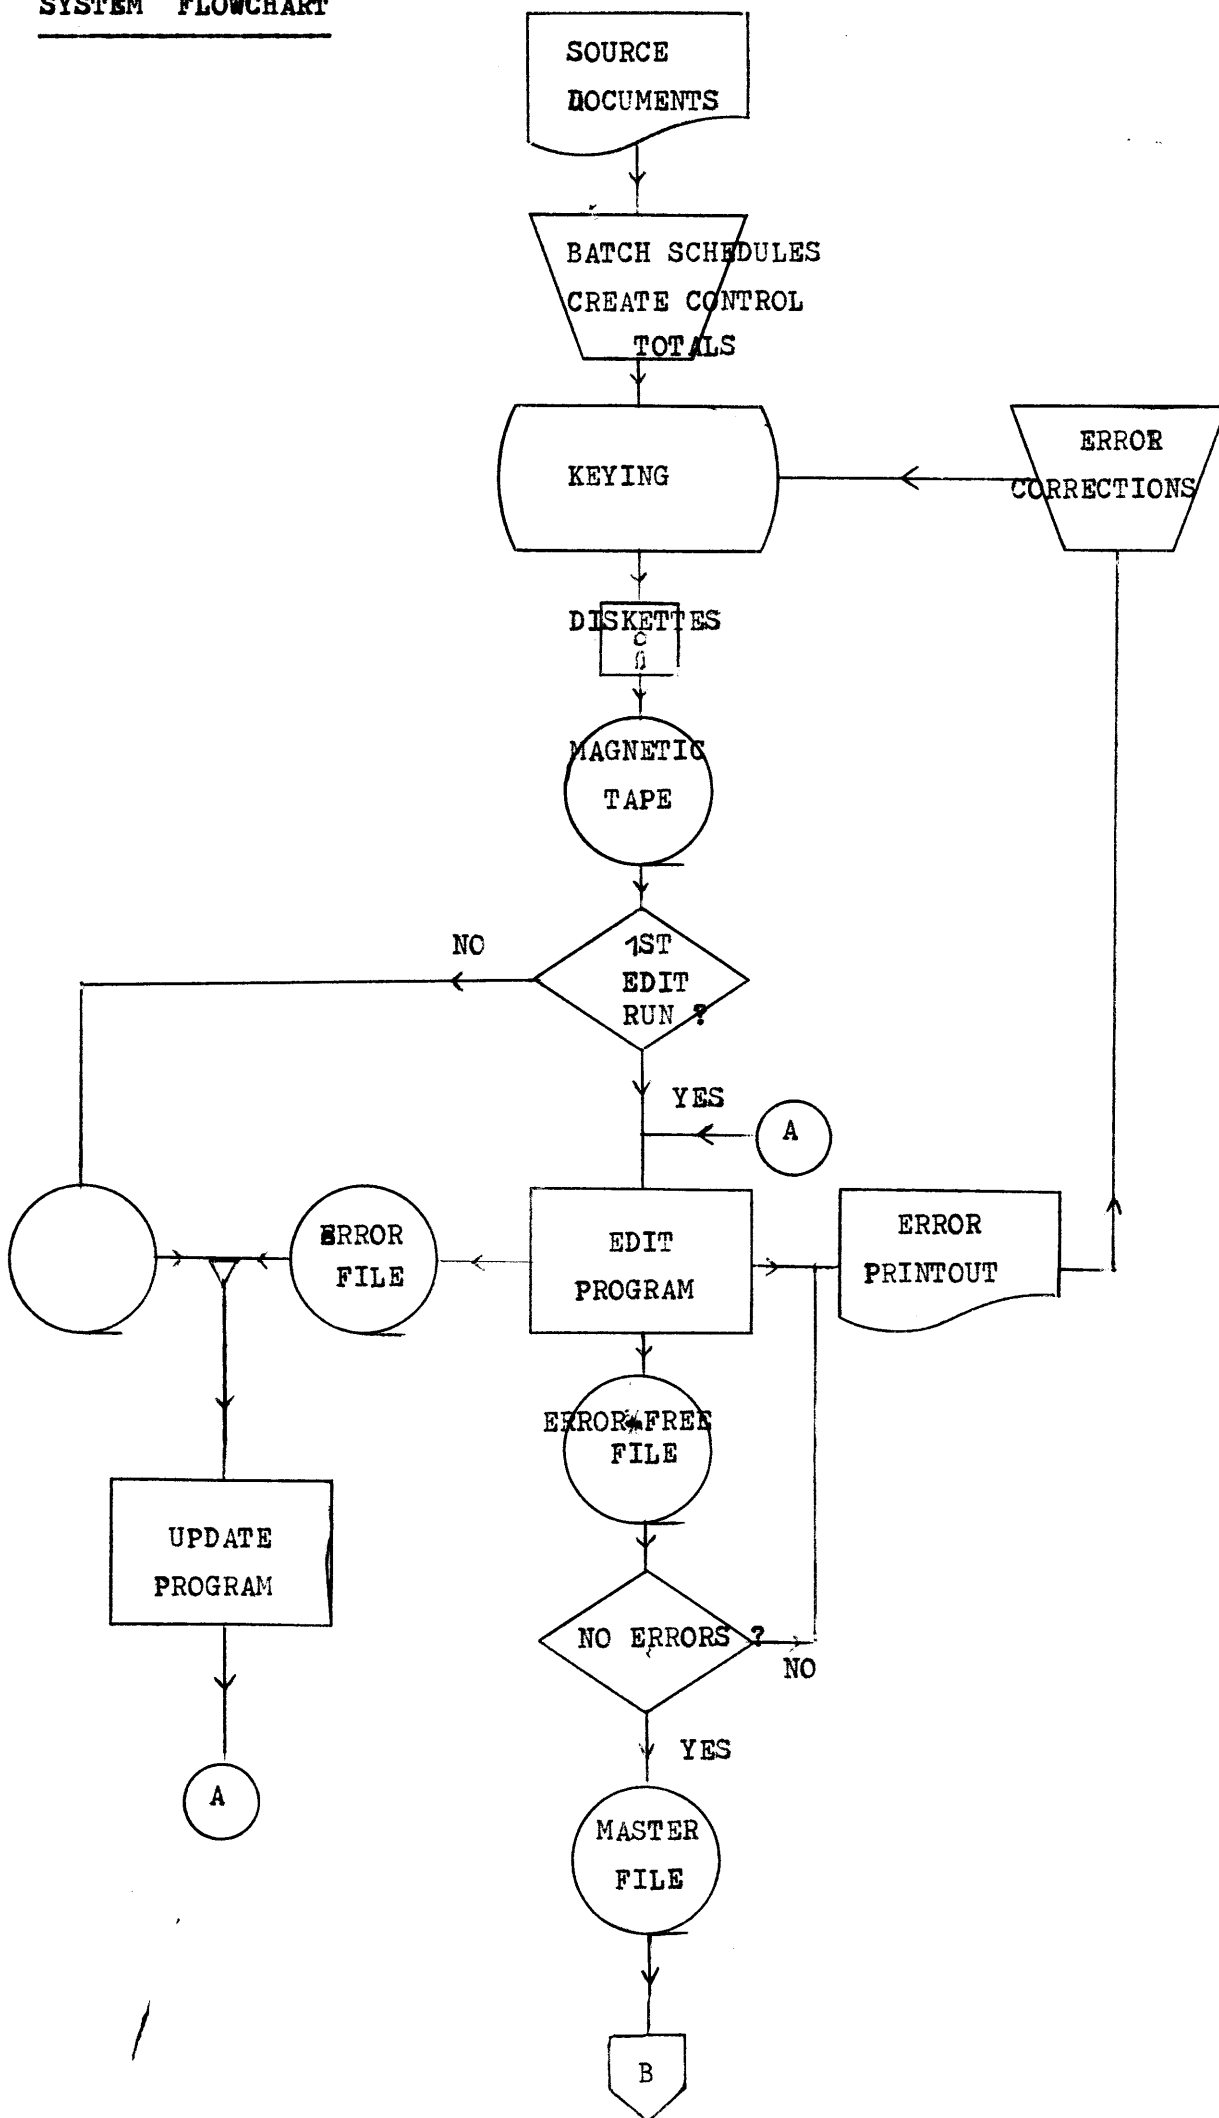 SYSTEM FLOWCHART
SOURCE
DOCUMENTS
BATCH SCHEDULES
CREATE CONTROL
TOTALS
KEYING
ERROR
CORRECTIONS
DISKETTES
MAGNETIC
TAPE
NO
1ST
EDIT
RUN ?
YES
A
ERROR
FILE
EDIT
PROGRAM
ERROR
PRINTOUT
ERROR-FREE
FILE
UPDATE
PROGRAM
NO ERRORS ?
NO
YES
A
MASTER
FILE
B